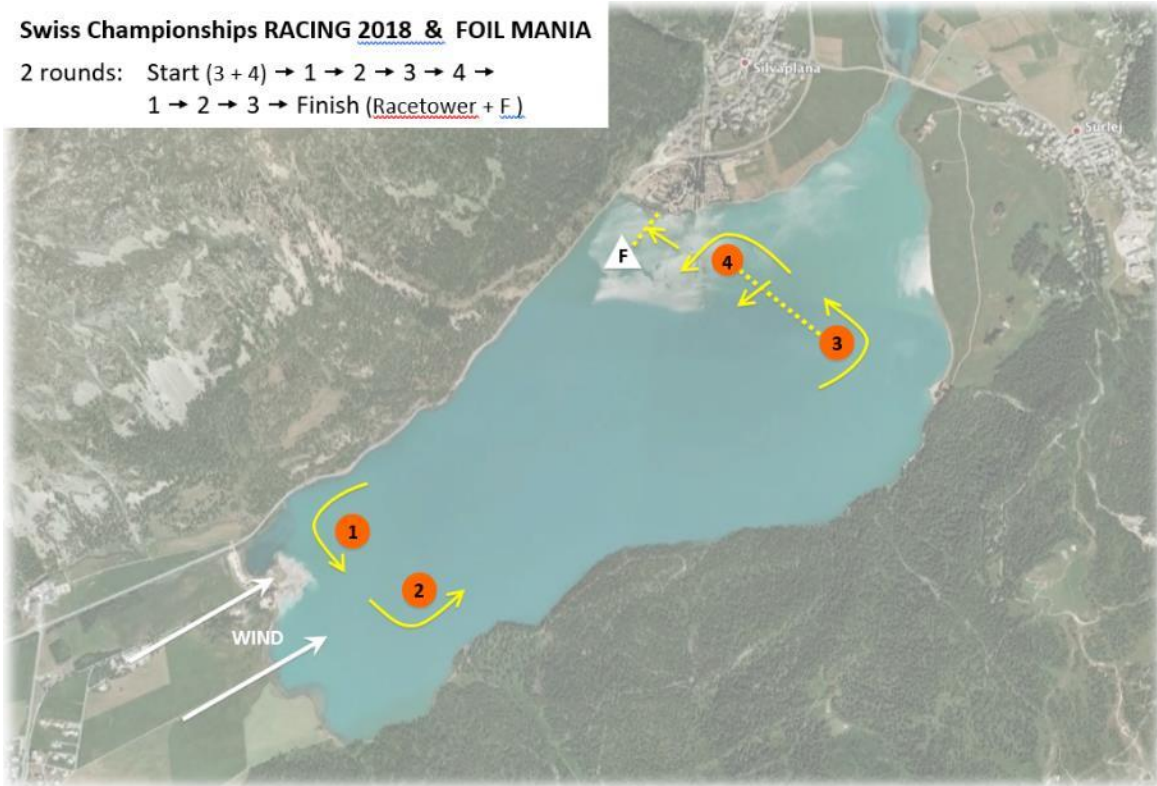 Swiss Championships RACING 2018 & FOIL MANIA
2 rounds: Start (3 + 4) → 1 → 2 → 3 → 4 →
1 → 2 → 3 → Finish (Racetower + F )
Silvaplana
Surlej
F
4
3
1
2
WIND